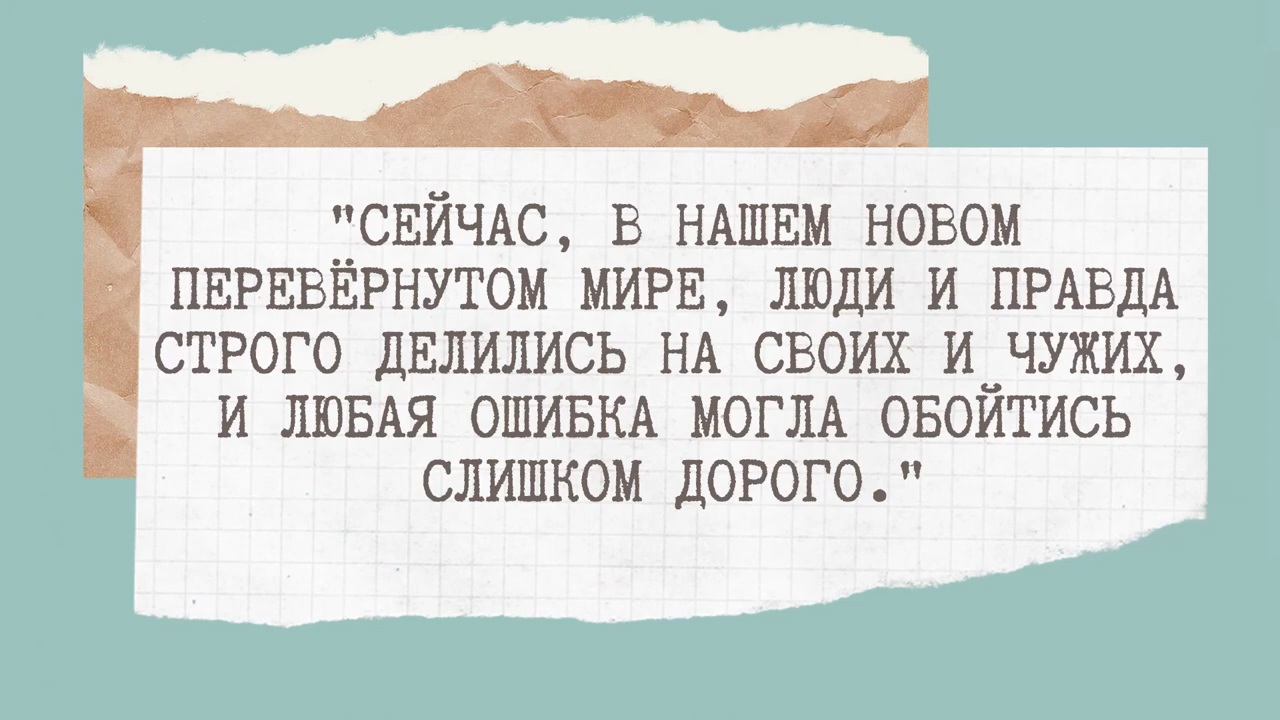 "СЕЙЧАС, В НАШЕМ НОВОМ
ПЕРЕВЁРНУТОМ МИРЕ, ЛЮДИ И ПРАВДА
СТРОГО ДЕЛИЛИСЬ НА СВОИХ И ЧУЖИХ,
И ЛЮБАЯ ОШИБКА МОГЛА ОБОЙТИСЬ
СЛИШКОМ ДОРОГО."